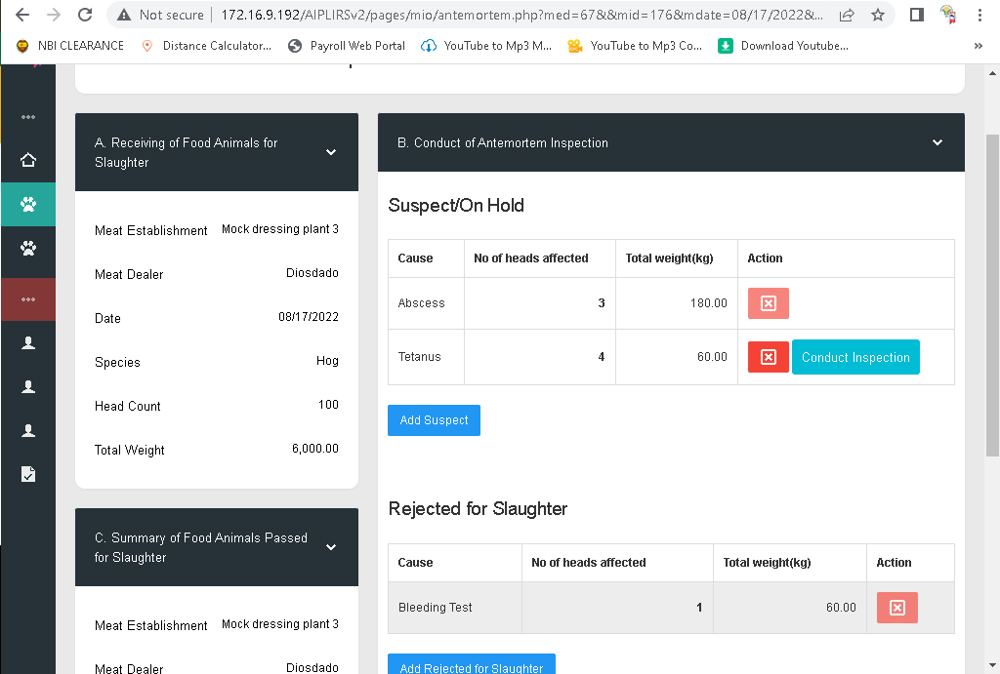 Not secure
172.16.9.192/AIPLIRSv2/pages/mio/antemortem.php?med=67&&mid=176&mdate=08/17/2022&...
NBI CLEARANCE
Distance Calculator...
Payroll Web Portal
YouTube to Mp3 M...
YouTube to Mp3 Co...
Download Youtube...
A. Receiving of Food Animals for
Slaughter
Meat Establishment Mock dressing plant 3
Meat Dealer Diosdado
Date 08/17/2022
Species Hog
Head Count 100
Total Weight 6,000.00
C. Summary of Food Animals Passed
for Slaughter
Meat Establishment Mock dressing plant 3
Meat Dealer Diosdado
B. Conduct of Antemortem Inspection
Suspect/On Hold
Cause No of heads affected Total weight(kg) Action
Abscess 3 180.00
Tetanus 4 60.00 Conduct Inspection
Add Suspect
Rejected for Slaughter
Cause No of heads affected Total weight(kg) Action
Bleeding Test 1 60.00
Add Rejected for Slaughter